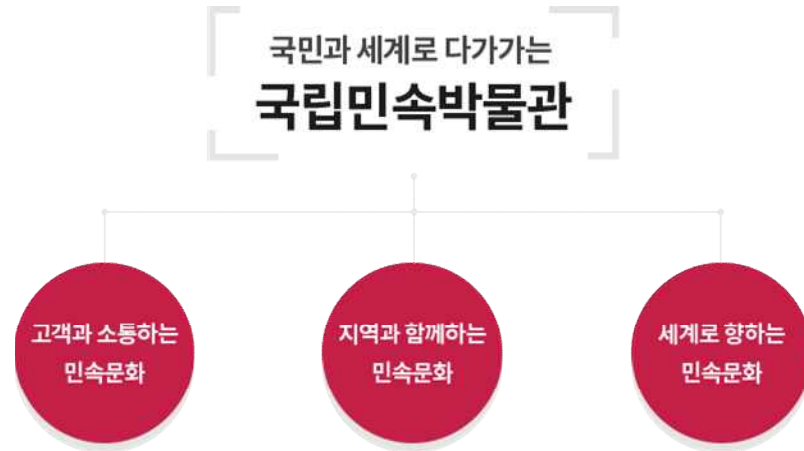 국민과 세계로 다가가는
국립민속박물관
고객과 소통하는
민속문화
지역과 함께하는
민속문화
세계로 향하는
민속문화